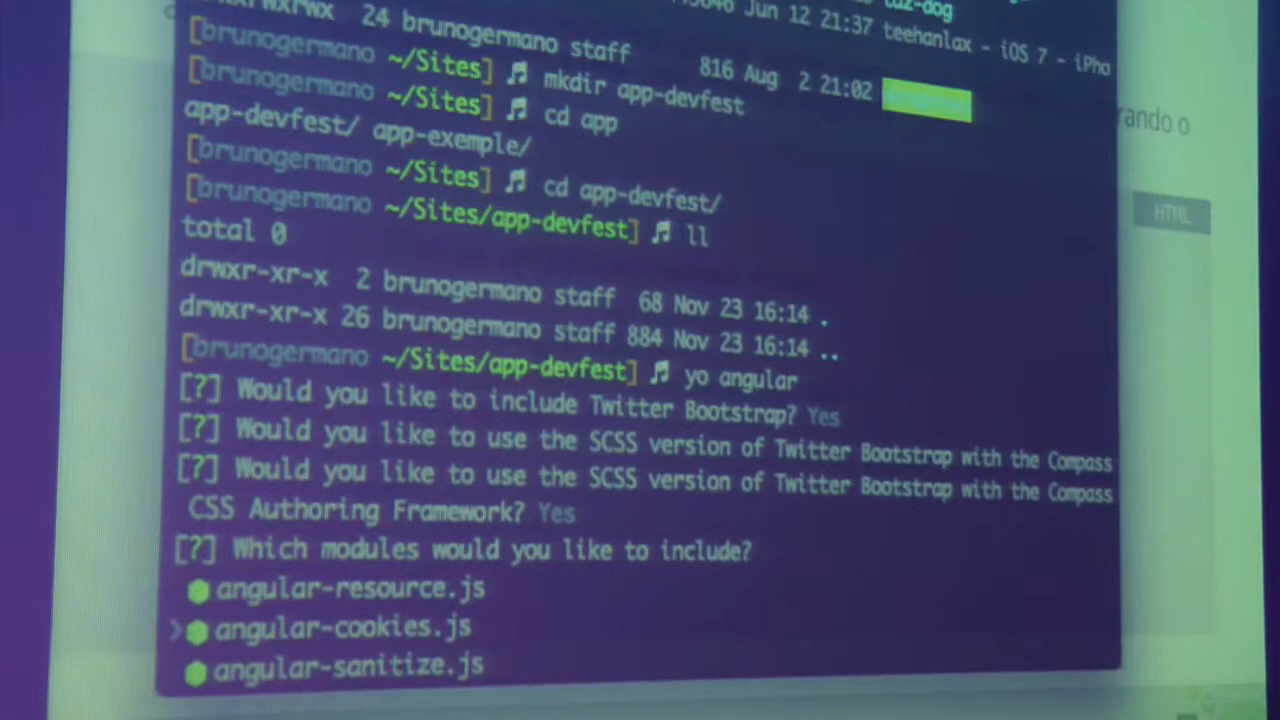 24 brunogermano staff 816 Aug 2 21:02
Jun 12 21:37 teehanlax - iOS 7 - iPho
[brunogermano ~/Sites] ♬ mkdir app-devfest
[brunogermano ~/Sites] ♬ cd app
app-devfest/ app-exemple/
[brunogermano ~/Sites] ♬ cd app-devfest/
[brunogermano ~/Sites/app-devfest] ♬ ll
total 0
drwxr-xr-x 2 brunogermano staff 68 Nov 23 16:14 .
drwxr-xr-x 26 brunogermano staff 884 Nov 23 16:14 ..
[brunogermano ~/Sites/app-devfest] ♬ yo angular
[?] Would you like to include Twitter Bootstrap? Yes
[?] Would you like to use the SCSS version of Twitter Bootstrap with the Compass
[?] Would you like to use the SCSS version of Twitter Bootstrap with the Compass
CSS Authoring Framework? Yes
[?] Which modules would you like to include?
⬢ angular-resource.js
❯⬢ angular-cookies.js
⬢ angular-sanitize.js
rando o
HTML